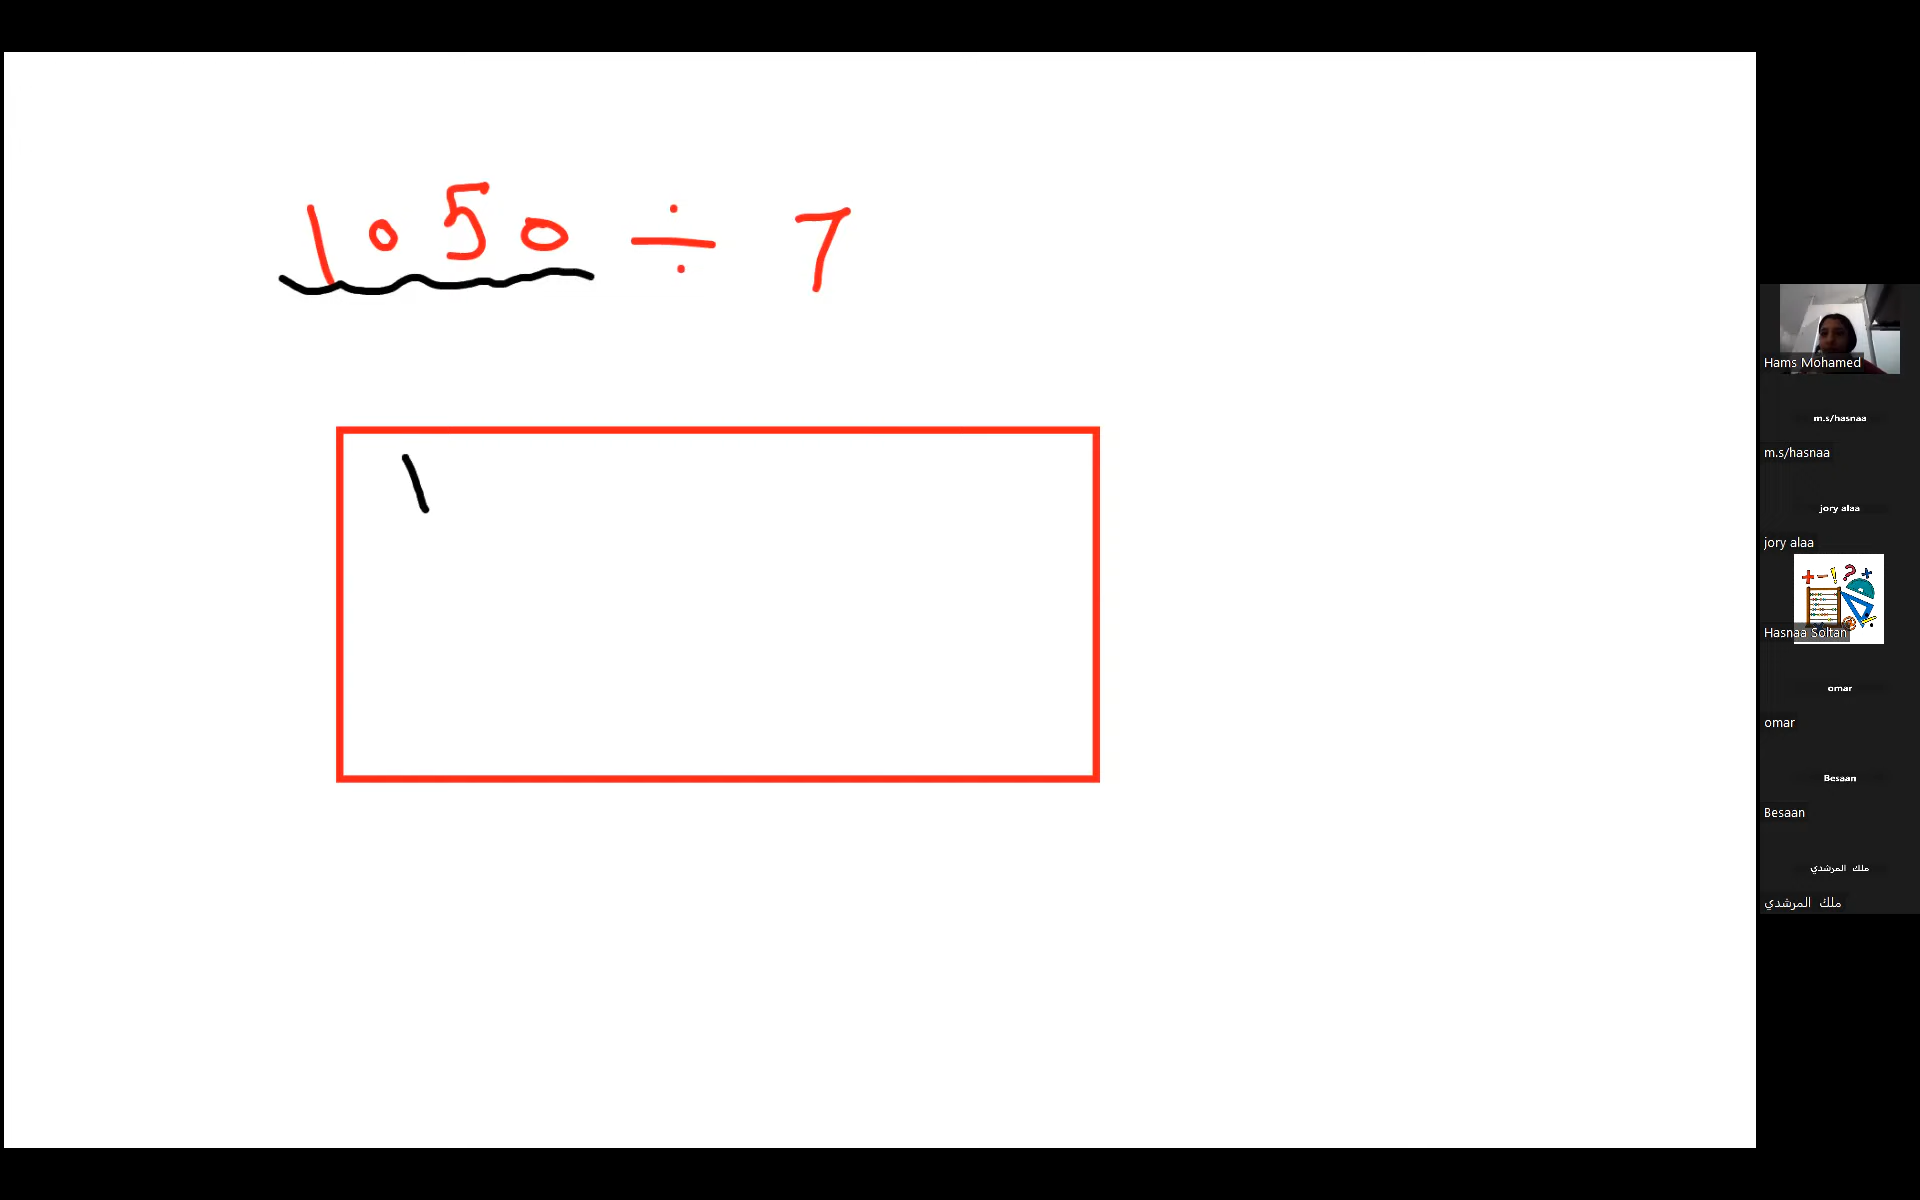 1050 ÷ 7
\
Hams Mohamed
m.s/hasnaa
m.s/hasnaa
jory alaa
jory alaa
+ - ! ? +
Hasnaa Soltan
omar
omar
Besaan
Besaan
ملك المرشدي
ملك المرشدي